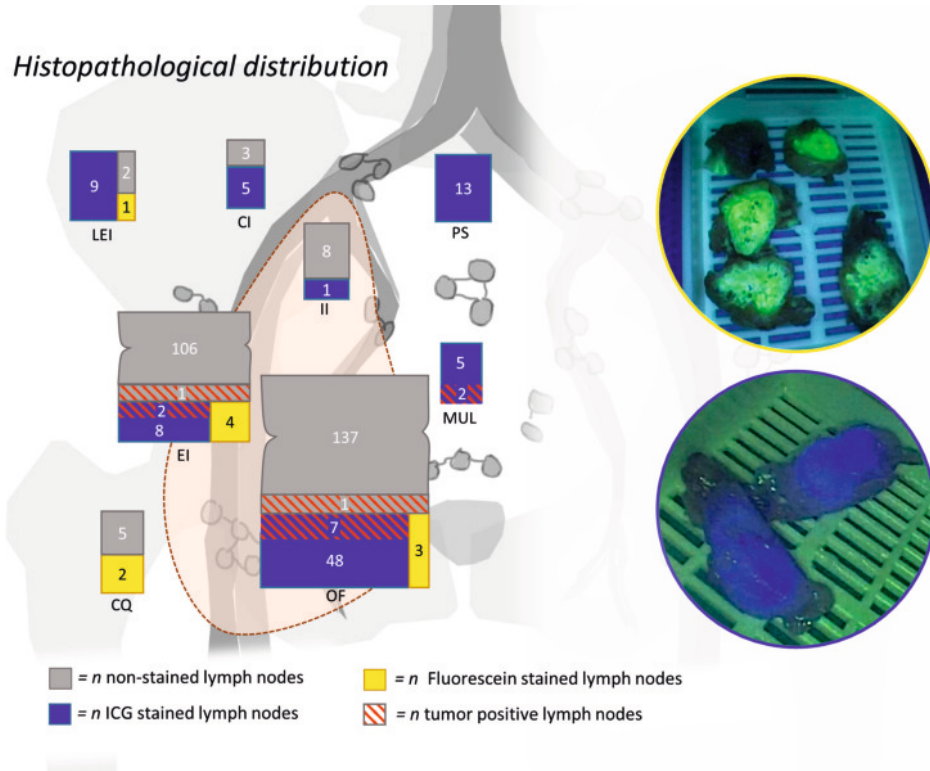 Histopathological distribution
9
2
1
LEI
3
5
CI
13
PS
8
1
II
106
1
2
8
4
EI
5
2
MUL
137
1
7
48
3
OF
5
2
CQ
= n non-stained lymph nodes
= n Fluorescein stained lymph nodes
= n ICG stained lymph nodes
= n tumor positive lymph nodes